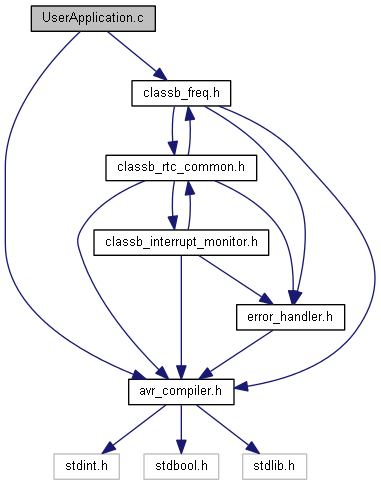 UserApplication.c
classb_freq.h
classb_rtc_common.h
classb_interrupt_monitor.h
error_handler.h
avr_compiler.h
stdint.h
stdbool.h
stdlib.h